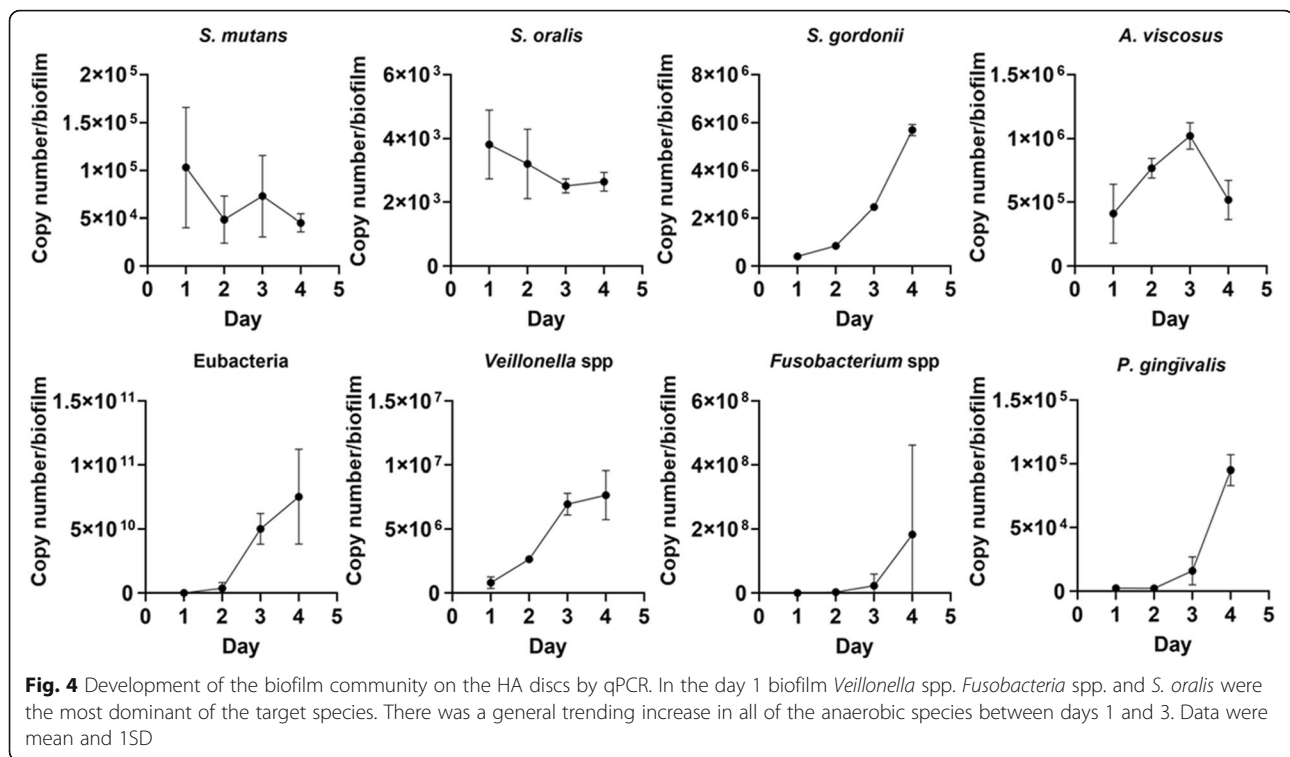 S. mutans
Copy number/biofilm
2×10⁵
1.5×10⁵
1×10⁵
5×10⁴
0
0 1 2 3 4 5
Day
S. oralis
Copy number/biofilm
6×10³
4×10³
2×10³
0
0 1 2 3 4 5
Day
S. gordonii
Copy number/biofilm
8×10⁶
6×10⁶
4×10⁶
2×10⁶
0
0 1 2 3 4 5
Day
A. viscosus
Copy number/biofilm
1.5×10⁶
1×10⁶
5×10⁵
0
0 1 2 3 4 5
Day
Eubacteria
Copy number/biofilm
1.5×10¹¹
1×10¹¹
5×10¹⁰
0
0 1 2 3 4 5
Day
Veillonella spp
Copy number/biofilm
1.5×10⁷
1×10⁷
5×10⁶
0
0 1 2 3 4 5
Day
Fusobacterium spp
Copy number/biofilm
6×10⁸
4×10⁸
2×10⁸
0
0 1 2 3 4 5
Day
P. gingivalis
Copy number/biofilm
1.5×10⁵
1×10⁵
5×10⁴
0
0 1 2 3 4 5
Day
Fig. 4 Development of the biofilm community on the HA discs by qPCR. In the day 1 biofilm Veillonella spp. Fusobacteria spp. and S. oralis were
the most dominant of the target species. There was a general trending increase in all of the anaerobic species between days 1 and 3. Data were
mean and 1SD